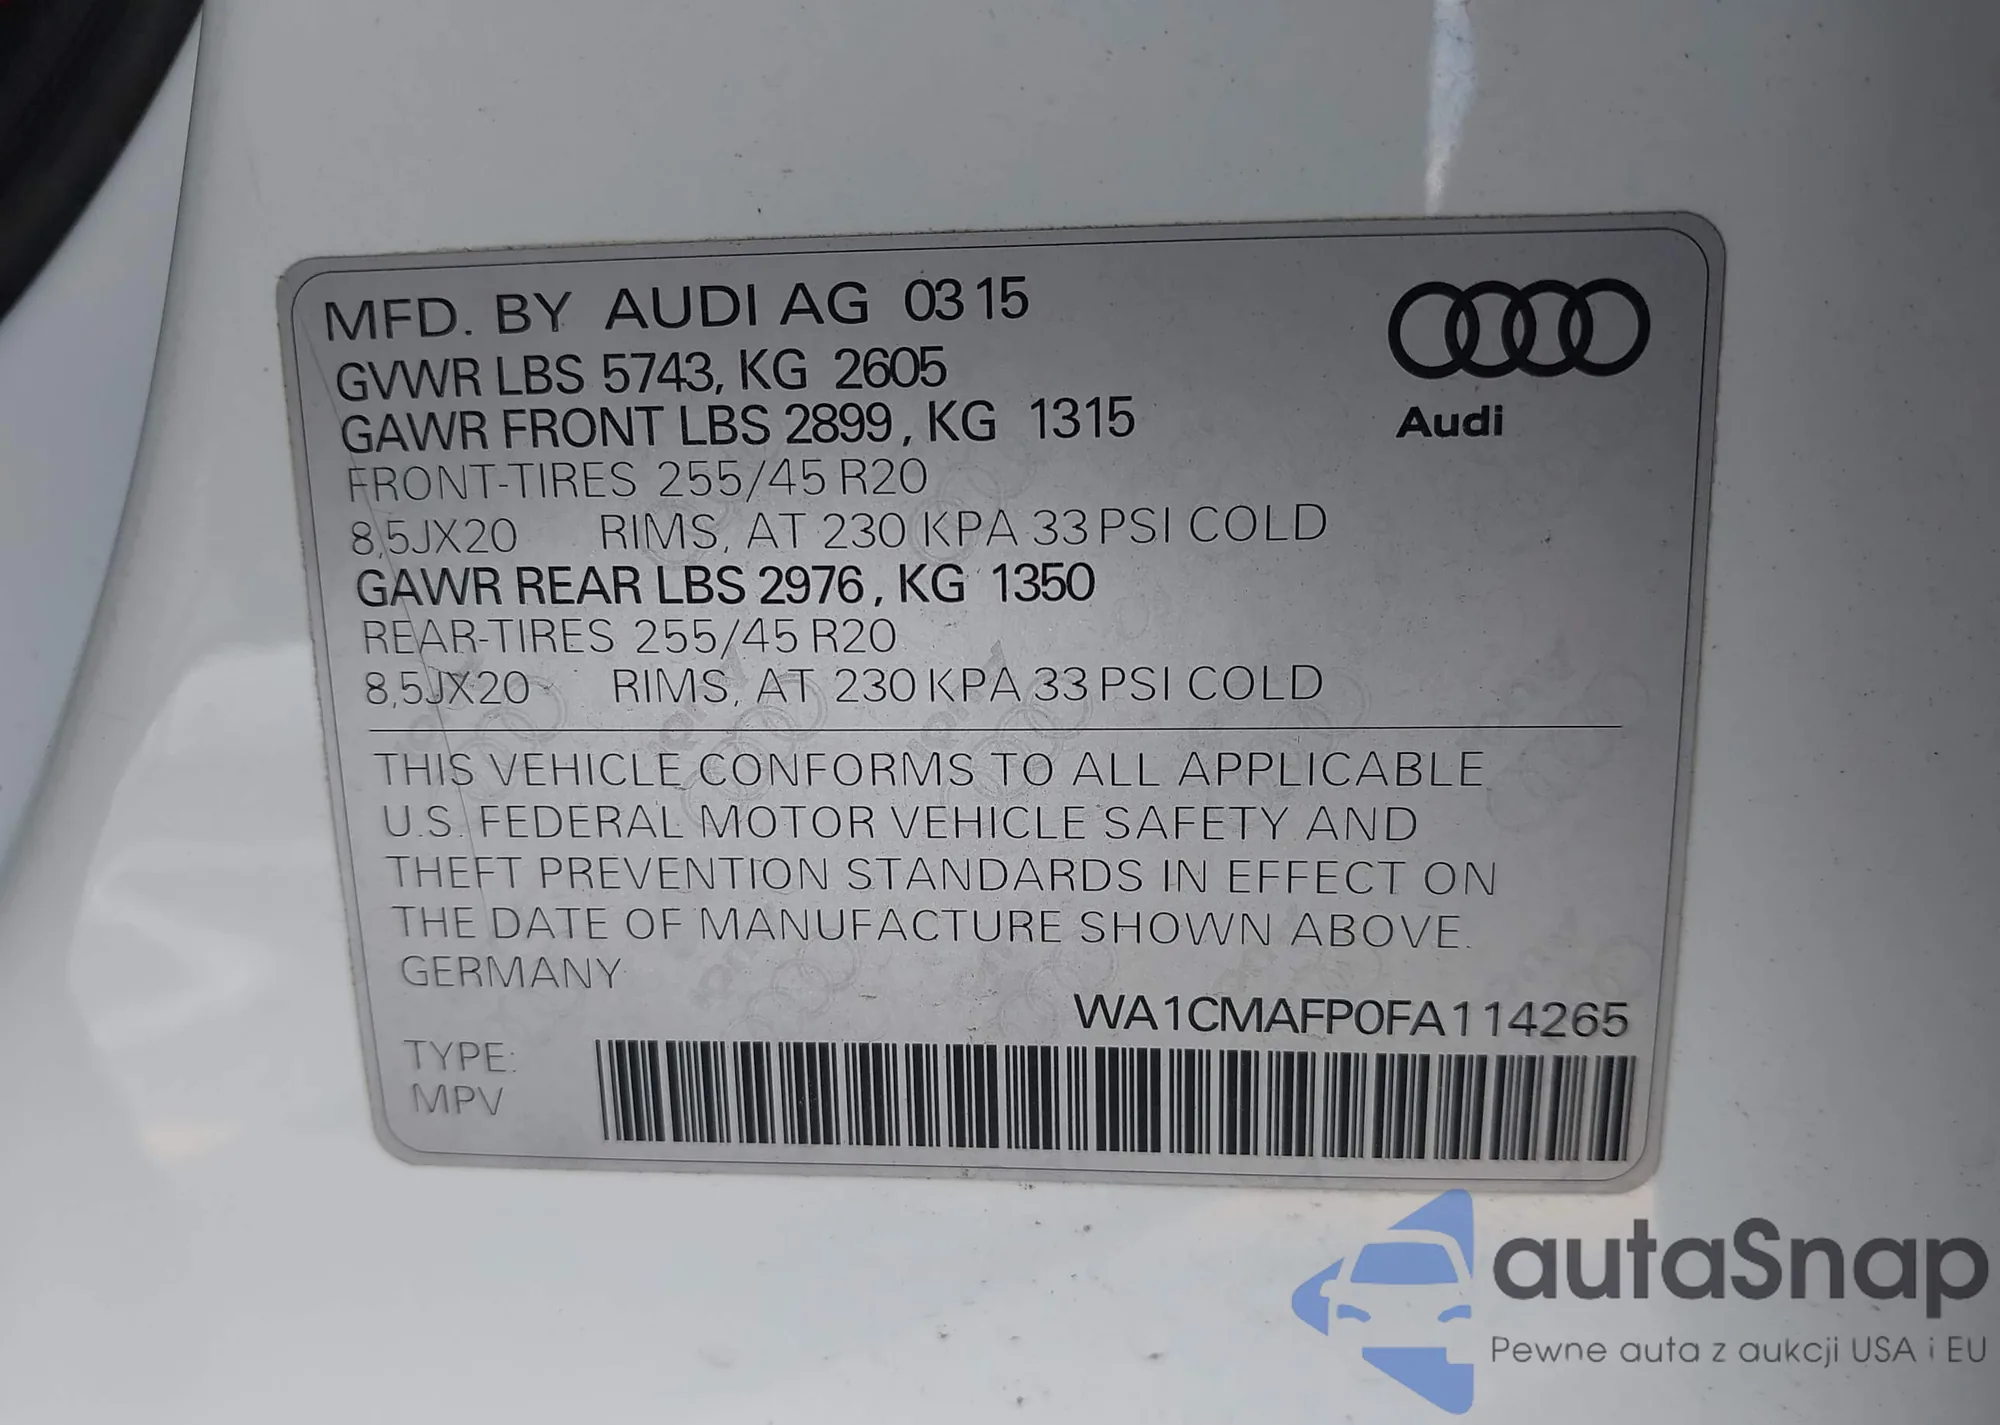 MFD. BY AUDI AG 03 15
GVWR LBS 5743, KG 2605
GAWR FRONT LBS 2899, KG 1315
FRONT-TIRES 255/45 R20
8,5JX20 RIMS, AT 230 KPA 33 PSI COLD
GAWR REAR LBS 2976, KG 1350
REAR-TIRES 255/45 R20
8,5JX20 RIMS, AT 230 KPA 33 PSI COLD
Audi
THIS VEHICLE CONFORMS TO ALL APPLICABLE
U.S. FEDERAL MOTOR VEHICLE SAFETY AND
THEFT PREVENTION STANDARDS IN EFFECT ON
THE DATE OF MANUFACTURE SHOWN ABOVE.
GERMANY
WA1CMAFP0FA114265
TYPE:
MPV
autaSnap
Pewne auta z aukcji USA i EU